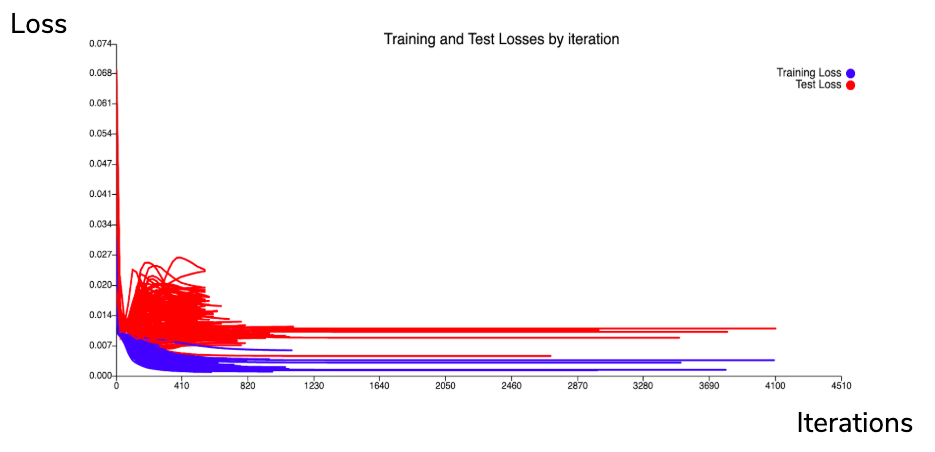 Loss
Training and Test Losses by iteration
Training Loss
Test Loss
0.074
0.068
0.061
0.054
0.047
0.041
0.034
0.027
0.020
0.014
0.007
0.000
0 410 820 1230 1640 2050 2460 2870 3280 3690 4100 4510
Iterations